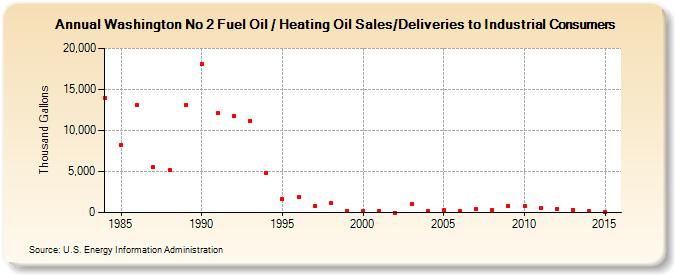 Annual Washington No 2 Fuel Oil / Heating Oil Sales/Deliveries to Industrial Consumers
Thousand Gallons
20,000
15,000
10,000
5,000
0
1985 1990 1995 2000 2005 2010 2015
Source: U.S. Energy Information Administration